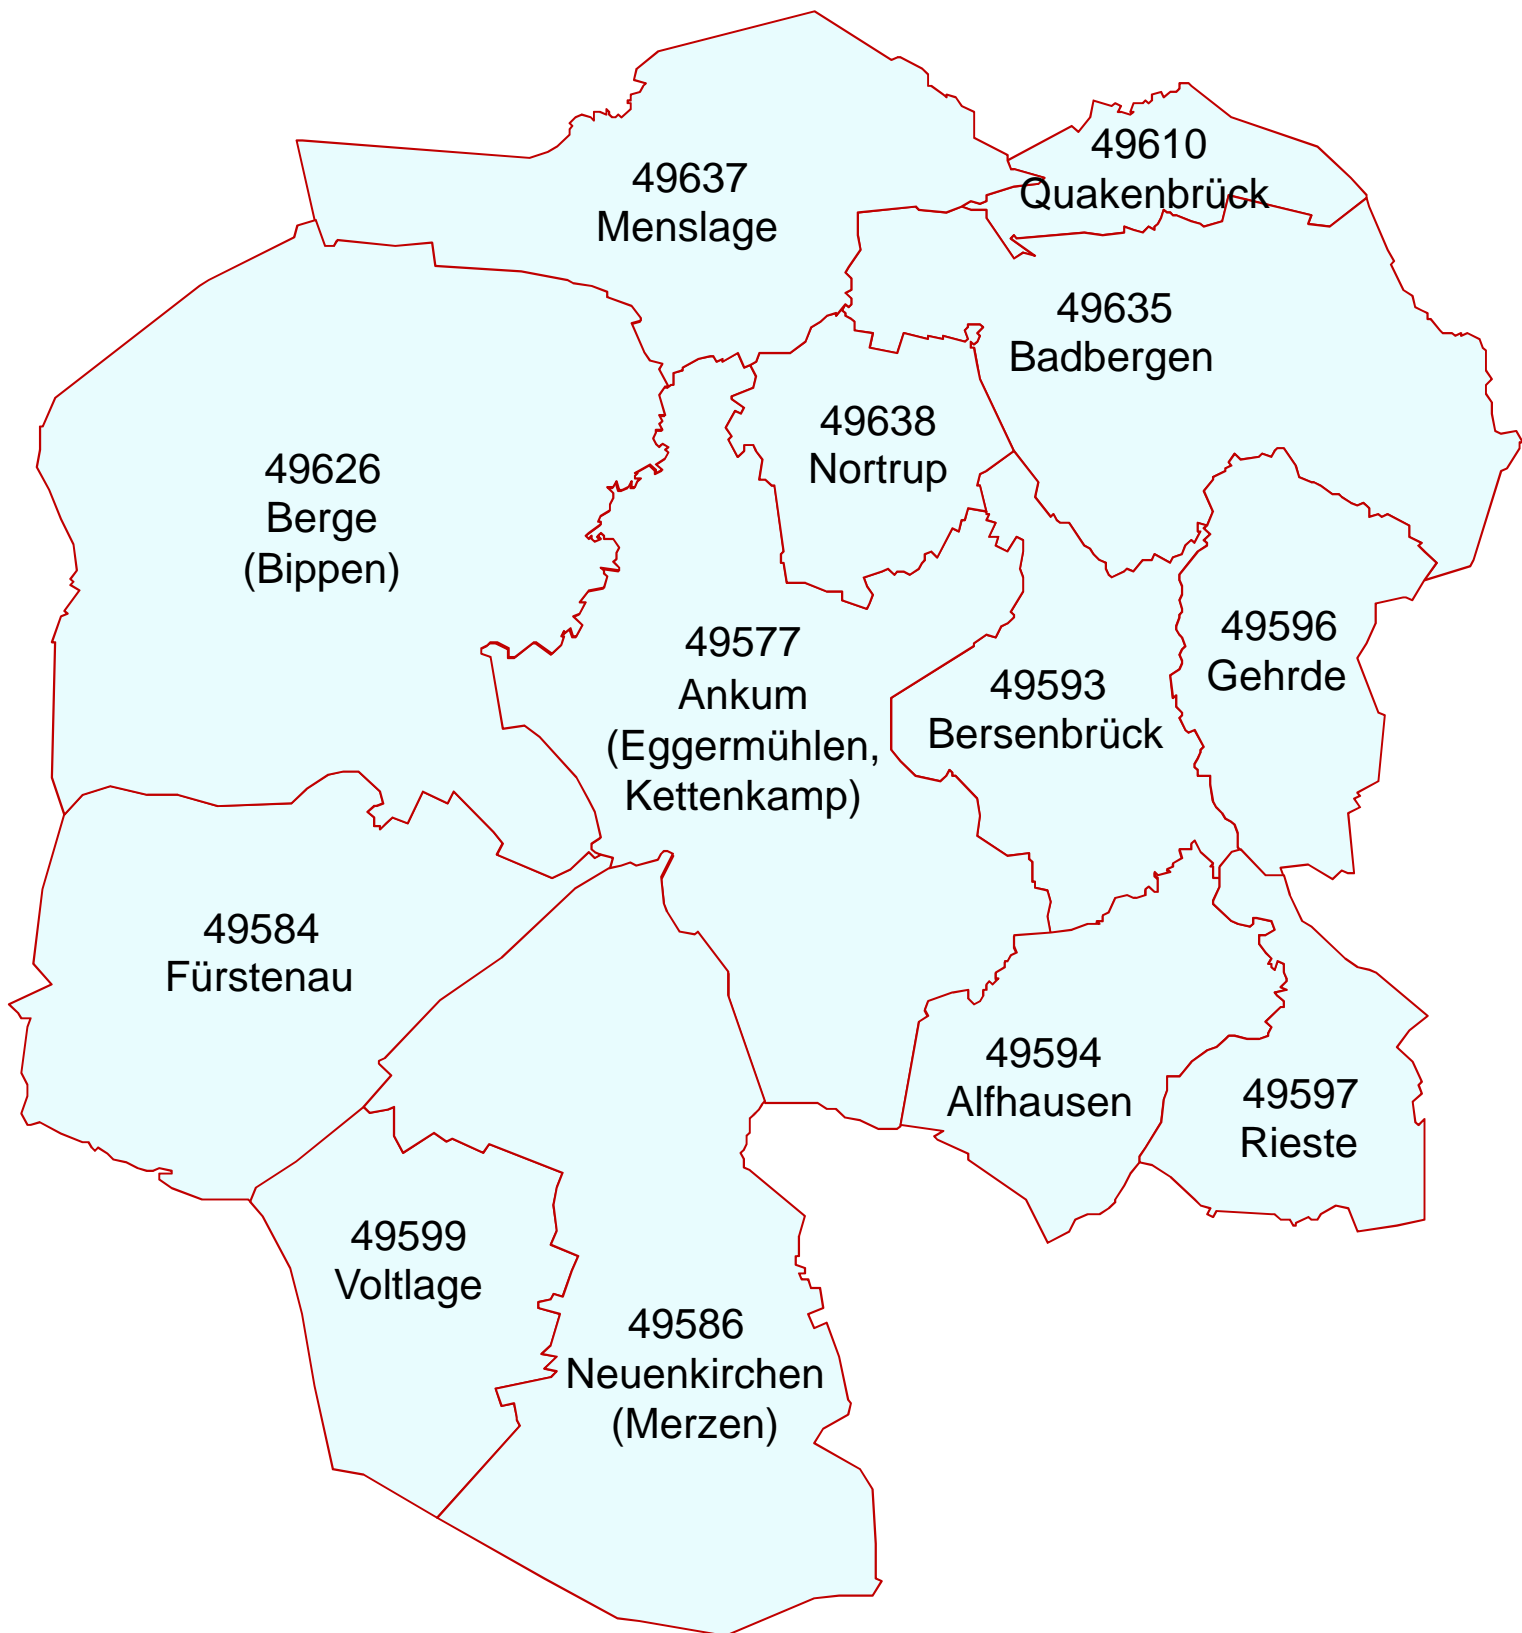 49610
Quakenbrück
49637
Menslage
49635
Badbergen
49638
Nortrup
49626
Berge
(Bippen)
49577
Ankum
(Eggermühlen,
Kettenkamp)
49596
Gehrde
49593
Bersenbrück
49584
Fürstenau
49594
Alfhausen
49597
Rieste
49599
Voltlage
49586
Neuenkirchen
(Merzen)